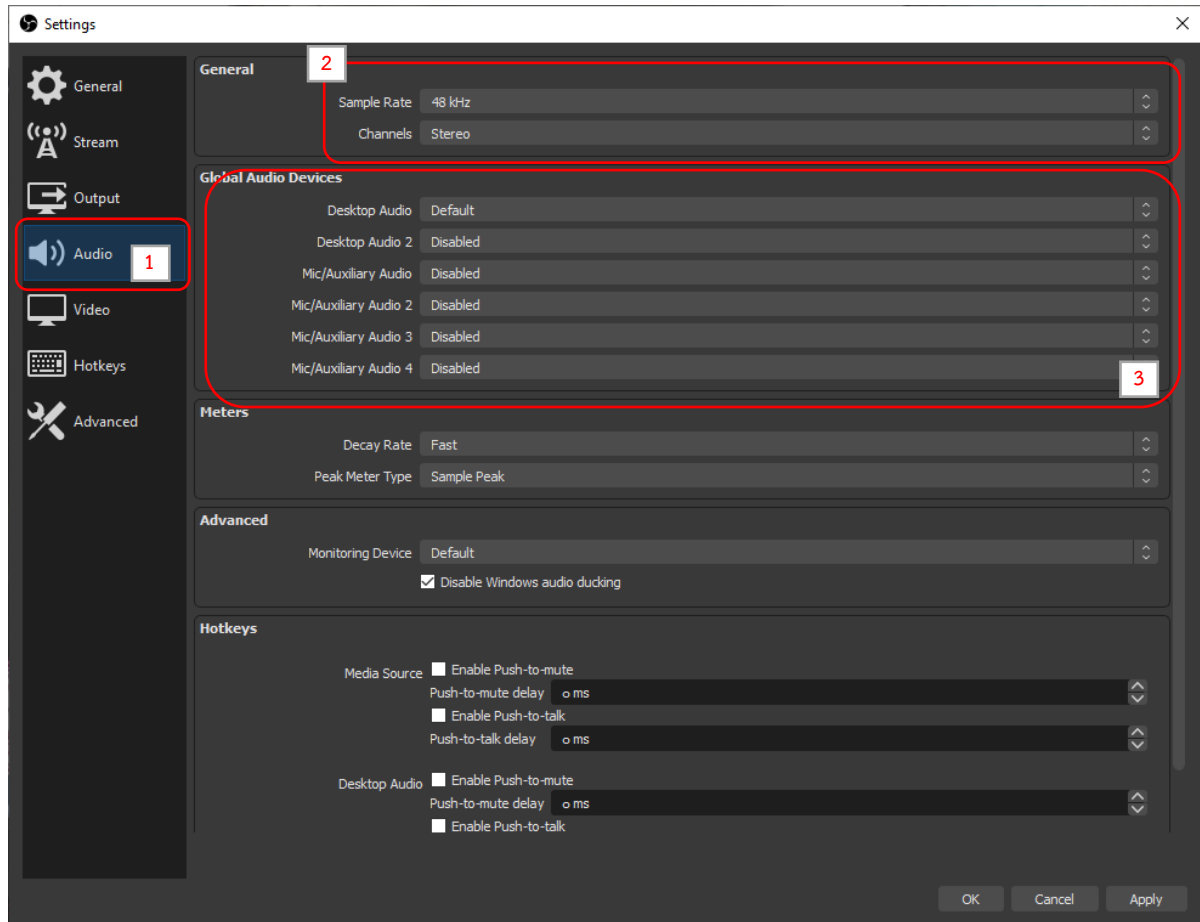 Settings
General
Stream
Output
Audio
1
Video
Hotkeys
Advanced
General
2
Sample Rate 48 kHz
Channels Stereo
Global Audio Devices
Desktop Audio Default
Desktop Audio 2 Disabled
Mic/Auxiliary Audio Disabled
Mic/Auxiliary Audio 2 Disabled
Mic/Auxiliary Audio 3 Disabled
Mic/Auxiliary Audio 4 Disabled
3
Meters
Decay Rate Fast
Peak Meter Type Sample Peak
Advanced
Monitoring Device Default
Disable Windows audio ducking
Hotkeys
Media Source Enable Push-to-mute
Push-to-mute delay 0 ms
Enable Push-to-talk
Push-to-talk delay 0 ms
Desktop Audio Enable Push-to-mute
Push-to-mute delay 0 ms
Enable Push-to-talk
OK Cancel Apply